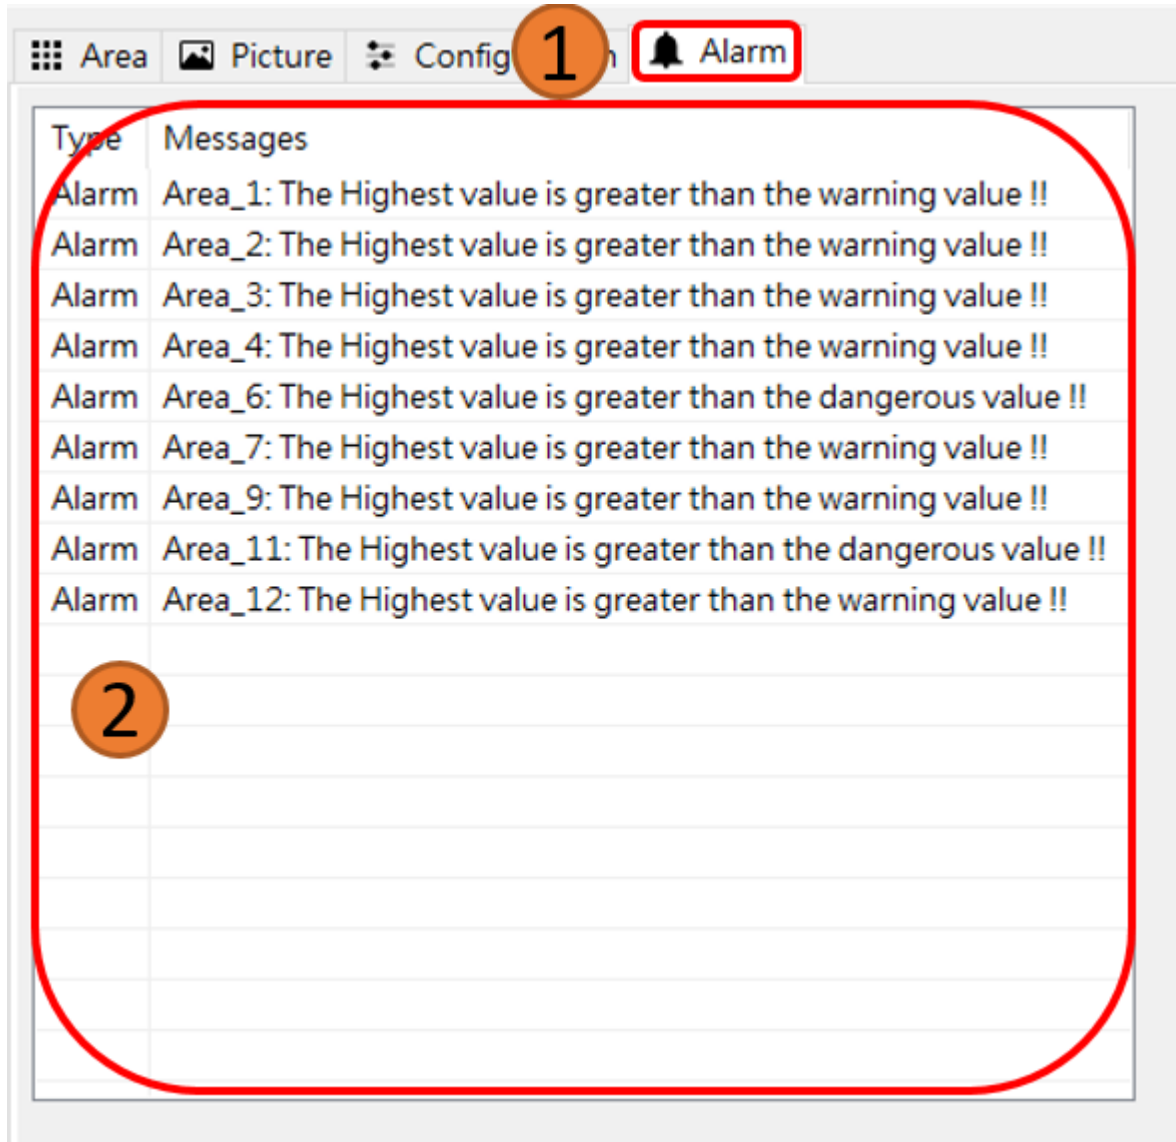 Area Picture Config n Alarm
1
Type Messages
Alarm Area_1: The Highest value is greater than the warning value !!
Alarm Area_2: The Highest value is greater than the warning value !!
Alarm Area_3: The Highest value is greater than the warning value !!
Alarm Area_4: The Highest value is greater than the warning value !!
Alarm Area_6: The Highest value is greater than the dangerous value !!
Alarm Area_7: The Highest value is greater than the warning value !!
Alarm Area_9: The Highest value is greater than the warning value !!
Alarm Area_11: The Highest value is greater than the dangerous value !!
Alarm Area_12: The Highest value is greater than the warning value !!
2